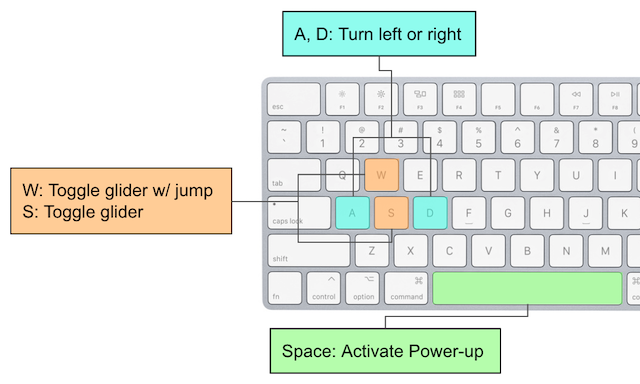 A, D: Turn left or right
esc F1 F2 F3 F4 F5 F6 F7 F8
~ ! @ # $ % ^ & *
` 1 2 3 4 5 6 7 8 9
tab Q W E R T Y U I
W: Toggle glider w/ jump
S: Toggle glider
caps lock A S D F G H J K
shift Z X C V B N M
fn control option command co
Space: Activate Power-up